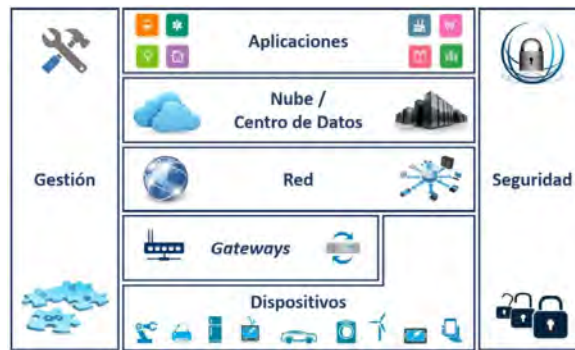 Aplicaciones
Nube /
Centro de Datos
Gestión
Red
Seguridad
Gateways
Dispositivos